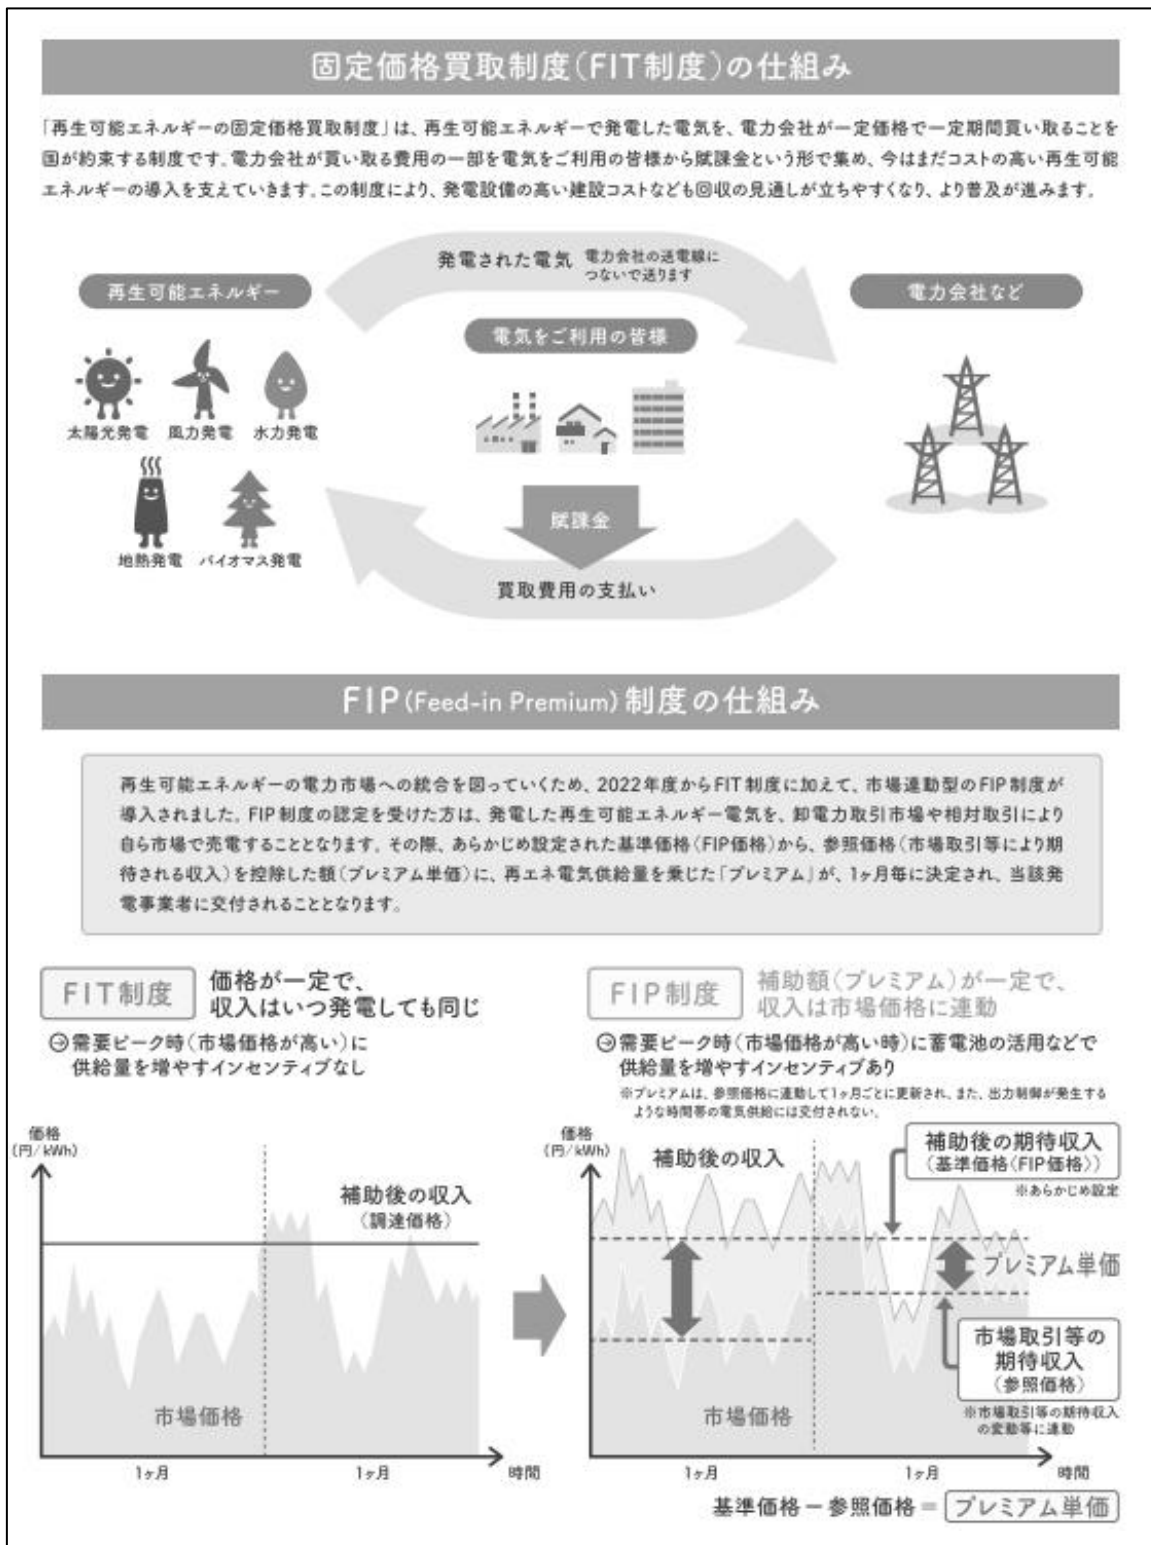 固定価格買取制度(FIT制度)の仕組み
「再生可能エネルギーの固定価格買取制度」は、再生可能エネルギーで発電した電気を、電力会社が一定価格で一定期間買い取ることを
国が約束する制度です。電力会社が買い取る費用の一部を電気をご利用の皆様から賦課金という形で集め、今はまだコストの高い再生可能
エネルギーの導入を支えていきます。この制度により、発電設備の高い建設コストなども回収の見通しが立ちやすくなり、より普及が進みます。
発電された電気
電力会社の送電線に
つないで送ります
再生可能エネルギー
電力会社など
電気をご利用の皆様
太陽光発電
風力発電
水力発電
地熱発電
バイオマス発電
賦課金
買取費用の支払い
FIP(Feed-in Premium)制度の仕組み
再生可能エネルギーの電力市場への統合を図っていくため、2022年度からFIT制度に加えて、市場連動型のFIP制度が
導入されました。FIP制度の認定を受けた方は、発電した再生可能エネルギー電気を、卸電力取引市場や相対取引により
自ら市場で売電することとなります。その際、あらかじめ設定された基準価格(FIP価格)から、参照価格(市場取引等により期
待される収入)を控除した額(プレミアム単価)に、再エネ電気供給量を乗じた「プレミアム」が、1ヶ月毎に決定され、当該発
電事業者に交付されることとなります。
FIT制度
価格が一定で、
収入はいつ発電しても同じ
需要ピーク時(市場価格が高い)に
供給量を増やすインセンティブなし
価格
(円/kWh)
補助後の収入
(調達価格)
市場価格
1ヶ月
1ヶ月
時間
FIP制度
補助額(プレミアム)が一定で、
収入は市場価格に連動
需要ピーク時(市場価格が高い時)に蓄電池の活用などで
供給量を増やすインセンティブあり
※プレミアムは、参照価格に連動して1ヶ月ごとに更新され、また、出力制御が発生する
ような時間帯の電気供給には交付されない。
価格
(円/kWh)
補助後の収入
補助後の期待収入
(基準価格(FIP価格))
※あらかじめ設定
プレミアム単価
市場取引等の
期待収入
(参照価格)
※市場取引等の期待収入
の変動等に連動
市場価格
1ヶ月
1ヶ月
時間
基準価格 − 参照価格 = プレミアム単価